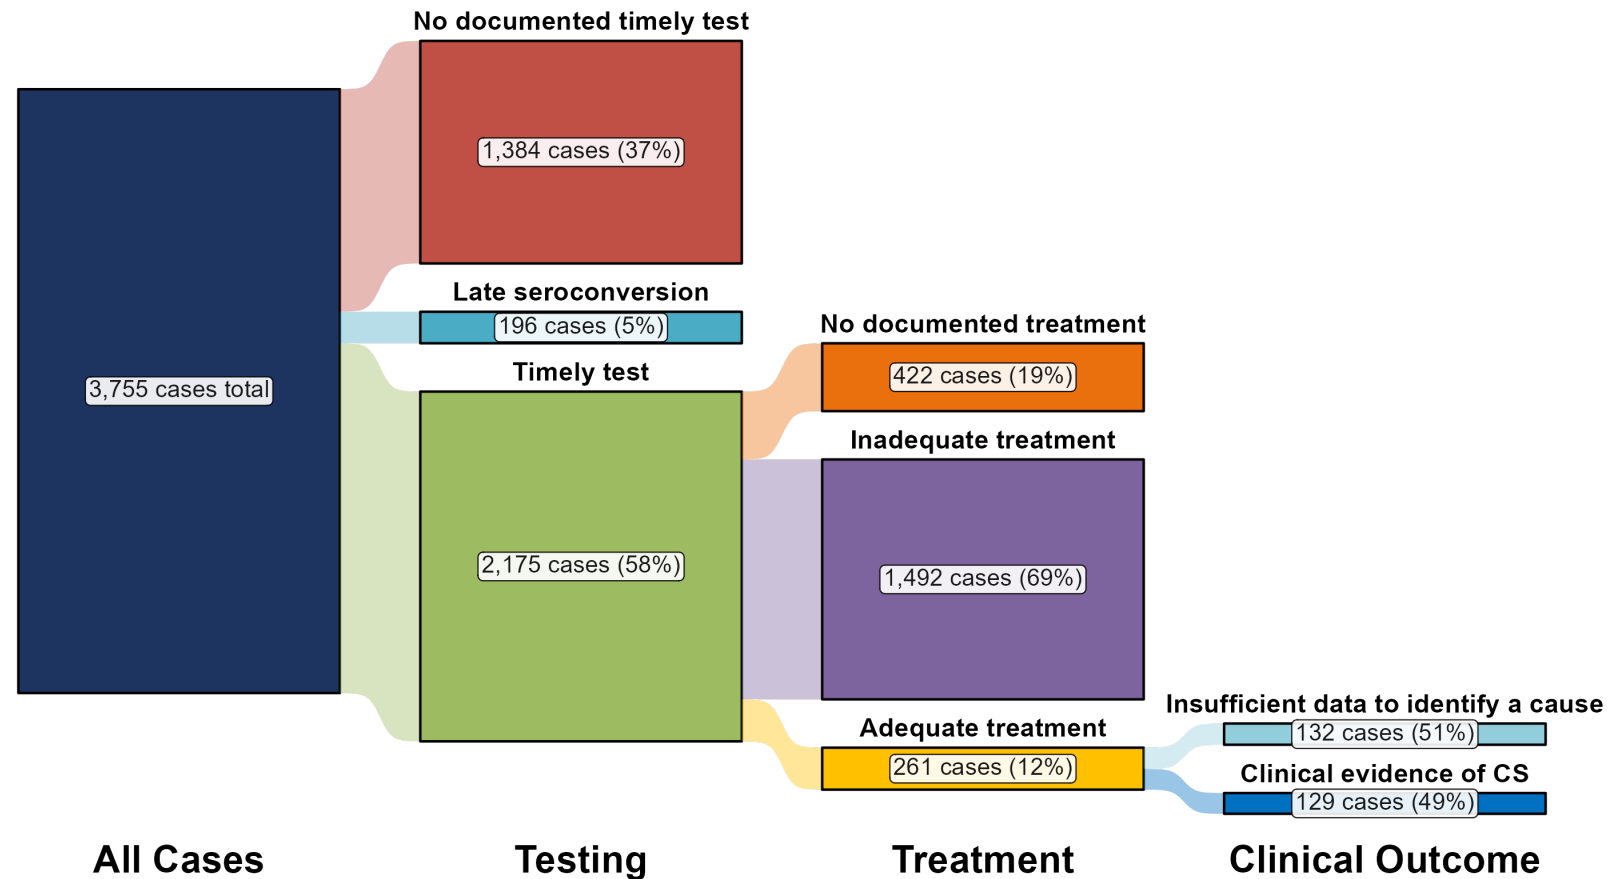 No documented timely test
1,384 cases (37%)
Late seroconversion
196 cases (5%)
No documented treatment
Timely test
422 cases (19%)
3,755 cases total
Inadequate treatment
2,175 cases (58%)
1,492 cases (69%)
Insufficient data to identify a cause
Adequate treatment
132 cases (51%)
261 cases (12%)
Clinical evidence of CS
129 cases (49%)
All Cases
Testing
Treatment
Clinical Outcome